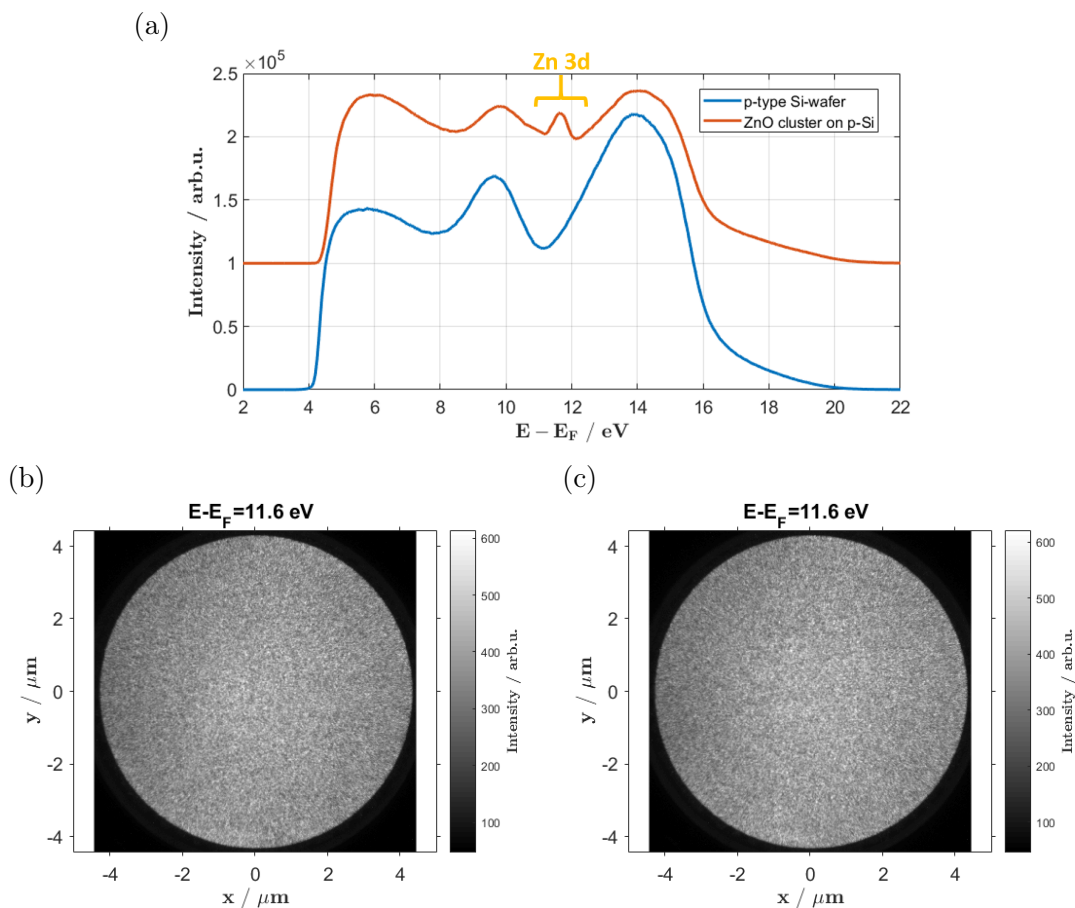 (a)
Zn 3d
×10⁵
2.5
2
1.5
1
0.5
0
Intensity / arb.u.
p-type Si-wafer
ZnO cluster on p-Si
2 4 6 8 10 12 14 16 18 20 22
E − E_F / eV
(b)
E-E_F=11.6 eV
4
2
0
-2
-4
y / μm
-4 -2 0 2 4
x / μm
600
500
400
300
200
100
Intensity / arb.u.
(c)
E-E_F=11.6 eV
4
2
0
-2
-4
y / μm
-4 -2 0 2 4
x / μm
600
500
400
300
200
100
Intensity / arb.u.